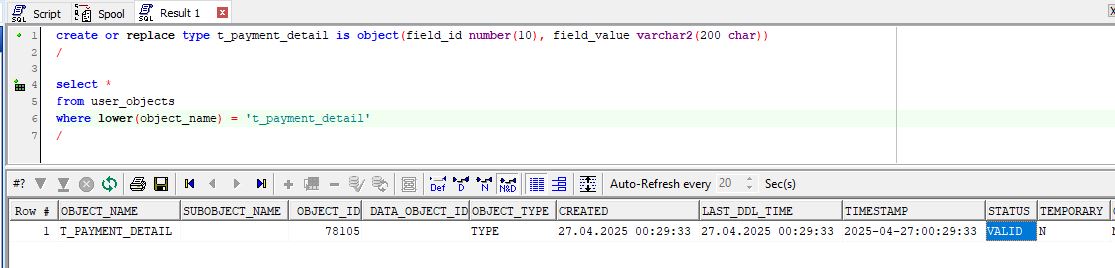 Script Spool Result 1
1 create or replace type t_payment_detail is object(field_id number(10), field_value varchar2(200 char))
2 /
3
4 select *
5 from user_objects
6 where lower(object_name) = 't_payment_detail'
7 /
#? Def D N N&D Auto-Refresh every 20 Sec(s)
Row # OBJECT_NAME SUBOBJECT_NAME OBJECT_ID DATA_OBJECT_ID OBJECT_TYPE CREATED LAST_DDL_TIME TIMESTAMP STATUS TEMPORARY
1 T_PAYMENT_DETAIL 78105 TYPE 27.04.2025 00:29:33 27.04.2025 00:29:33 2025-04-27:00:29:33 VALID N